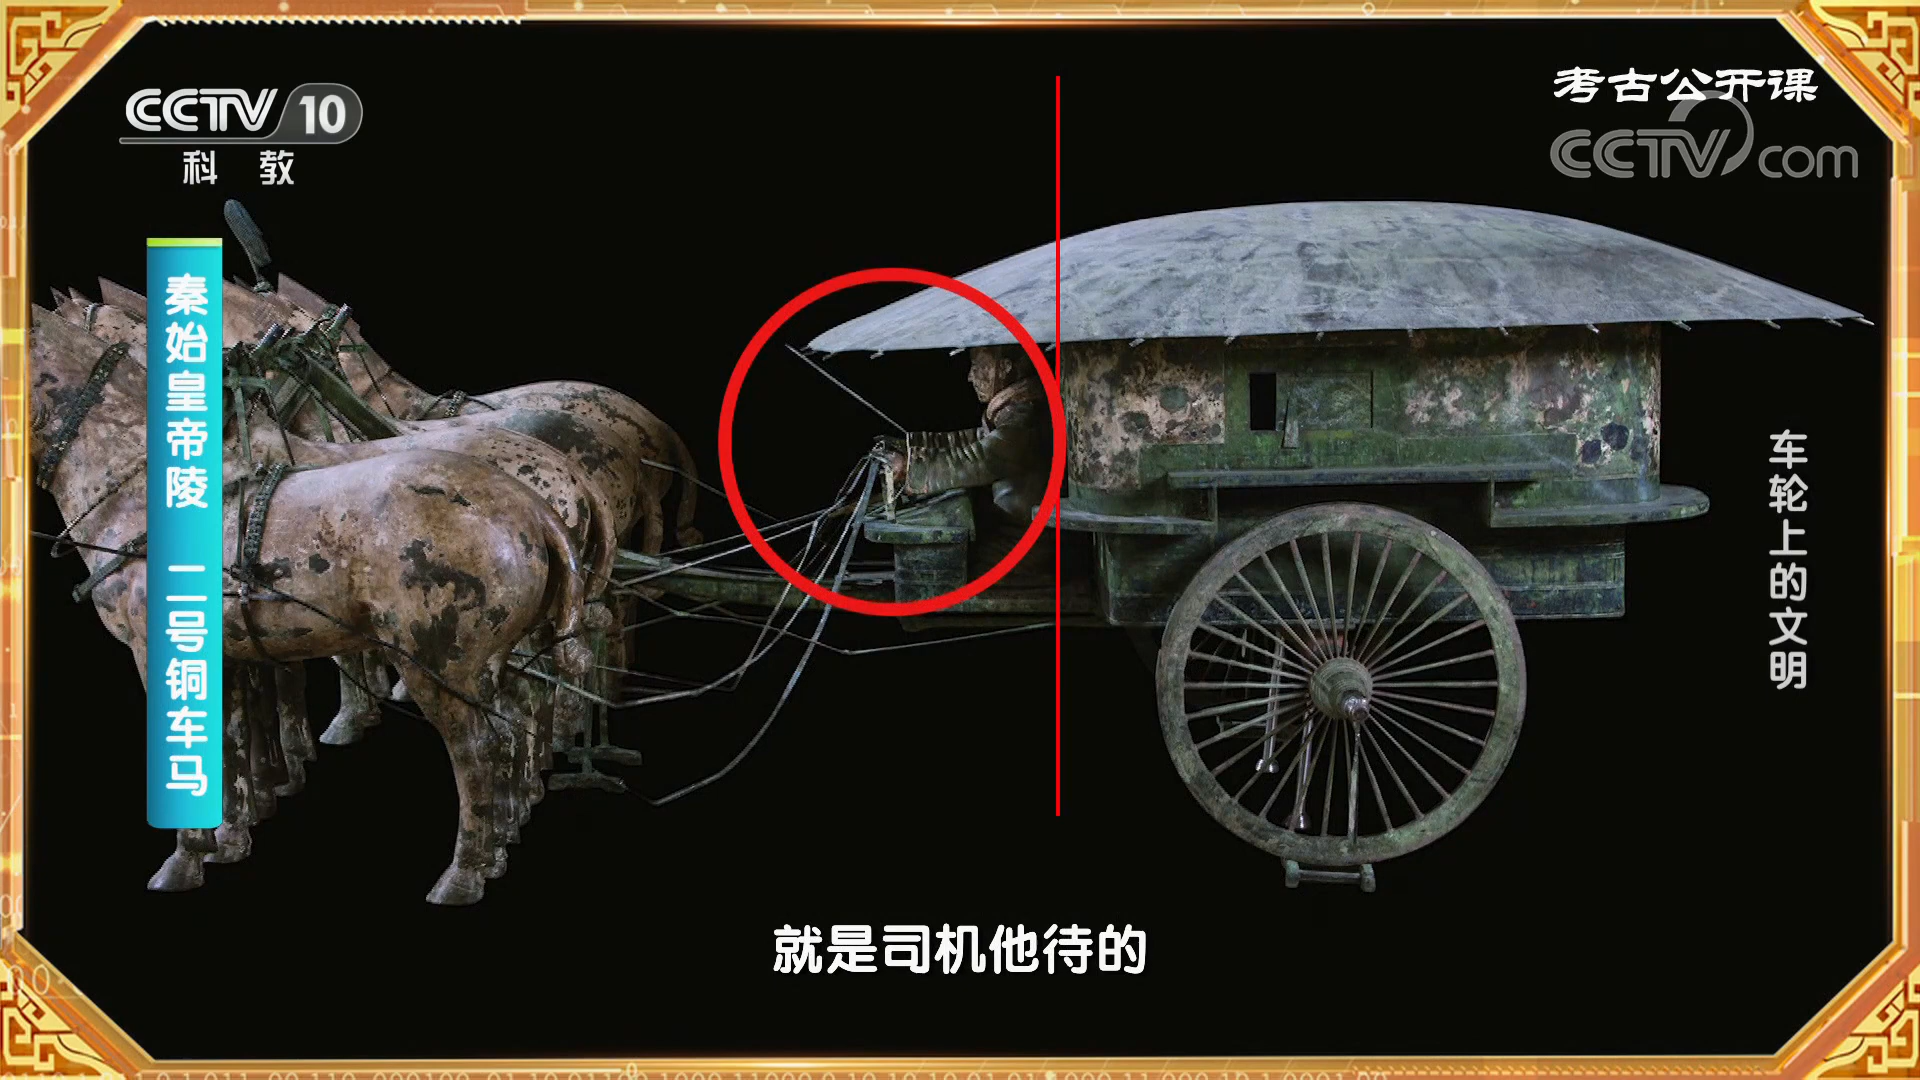 CCTV 10
科 教
考古公开课
CCTV com
秦始皇帝陵 二号铜车马
车轮上的文明
就是司机他待的